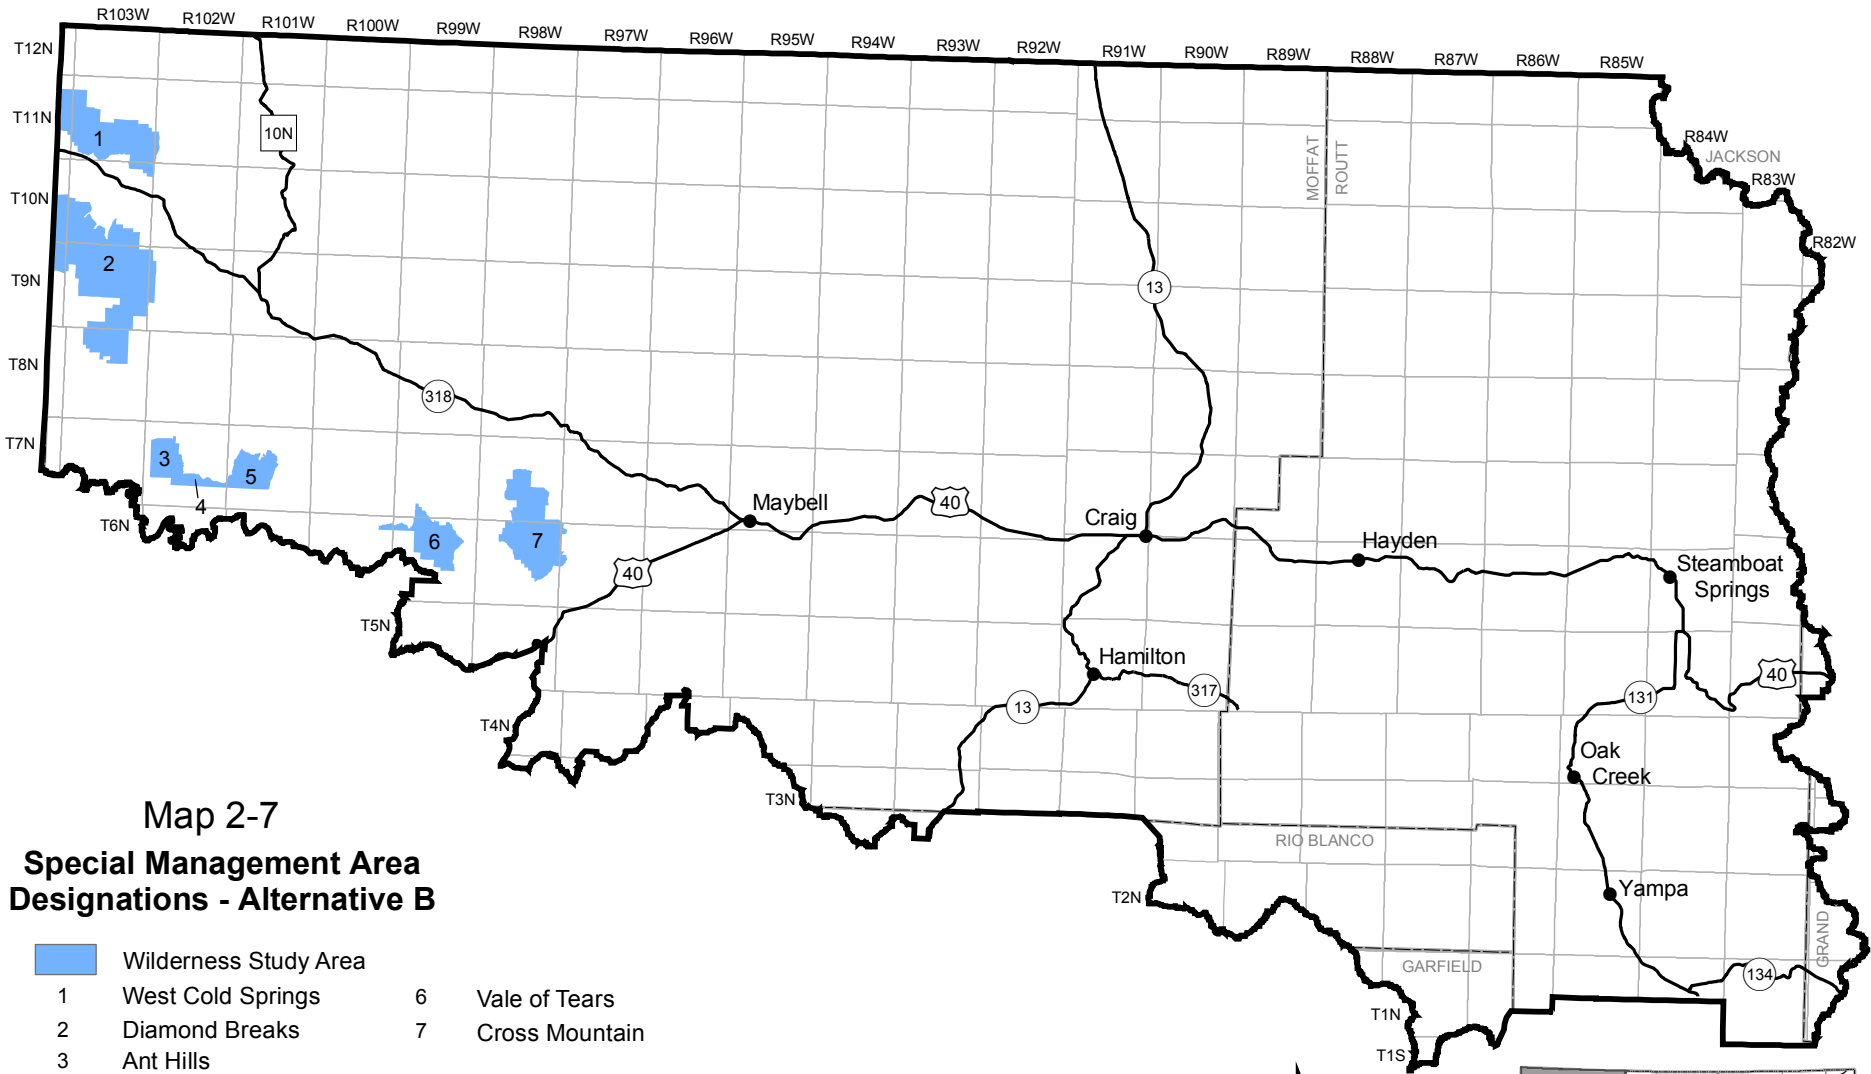 R103W R102W R101W R100W R99W R98W R97W R96W R95W R94W R93W R92W R91W R90W R89W R88W R87W R86W R85W
T12N
T11N
T10N
T9N
T8N
T7N
T6N
T5N
T4N
T3N
T2N
T1N
T1S
R84W
R83W
R82W
JACKSON
MOFFAT
ROUTT
RIO BLANCO
GARFIELD
GRAND
1
2
3
4
5
6
7
10N
318
13
40
40
13
317
131
40
134
Maybell
Craig
Hayden
Steamboat
Springs
Hamilton
Oak
Creek
Yampa
Map 2-7
Special Management Area
Designations - Alternative B
Wilderness Study Area
1 West Cold Springs
2 Diamond Breaks
3 Ant Hills
6 Vale of Tears
7 Cross Mountain